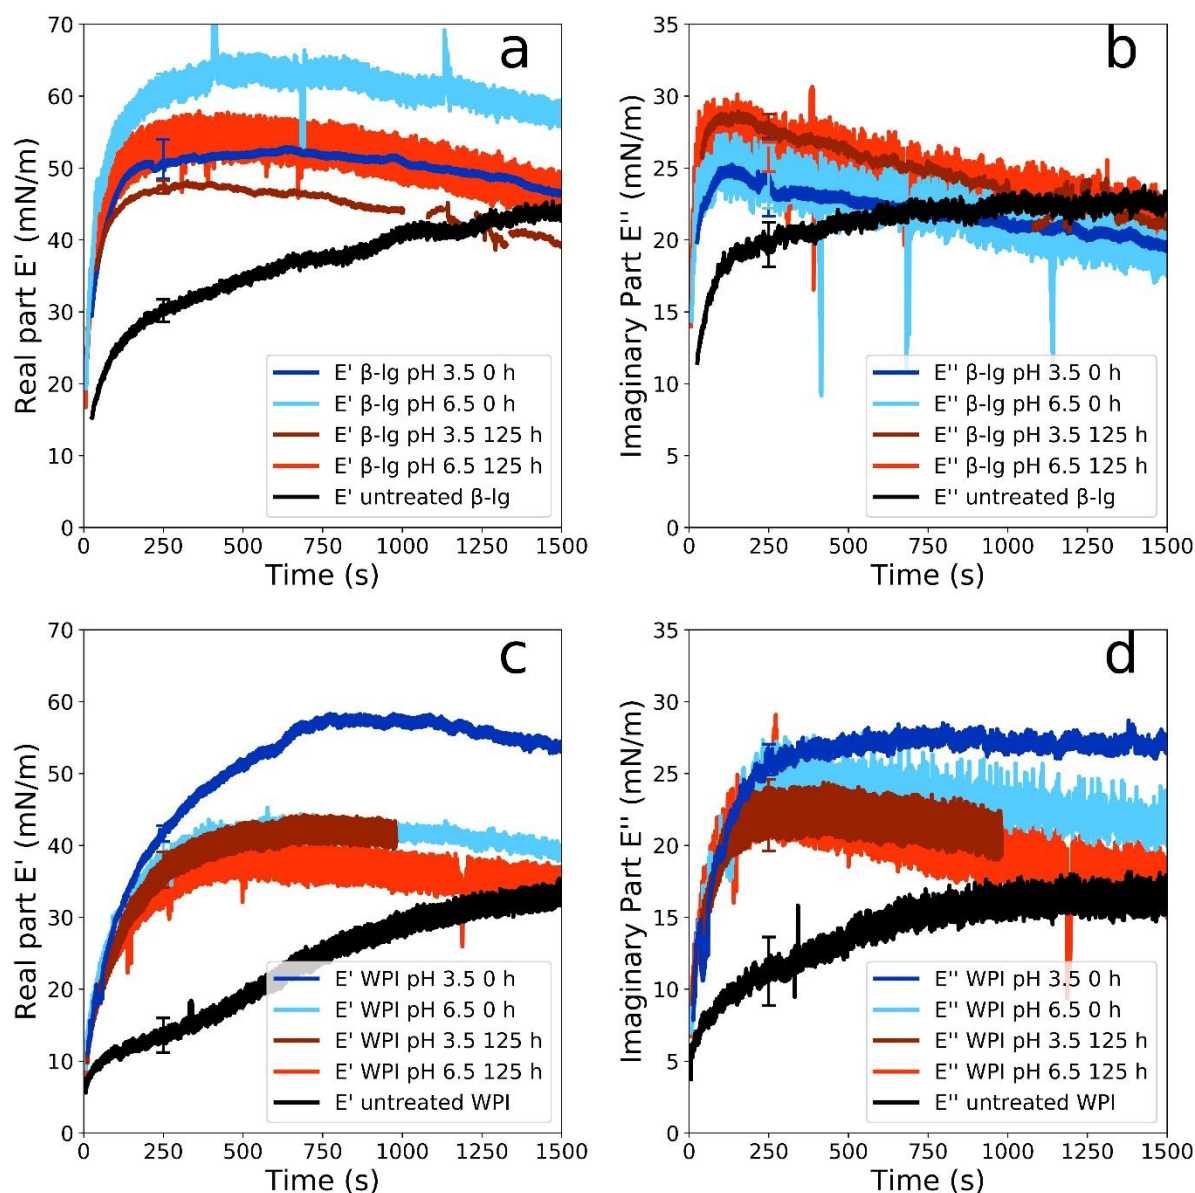 a
Real part E' (mN/m)
70
60
50
40
30
20
10
0
E' β-lg pH 3.5 0 h
E' β-lg pH 6.5 0 h
E' β-lg pH 3.5 125 h
E' β-lg pH 6.5 125 h
E' untreated β-lg
0 250 500 750 1000 1250 1500
Time (s)
b
Imaginary Part E'' (mN/m)
35
30
25
20
15
10
5
0
E'' β-lg pH 3.5 0 h
E'' β-lg pH 6.5 0 h
E'' β-lg pH 3.5 125 h
E'' β-lg pH 6.5 125 h
E'' untreated β-lg
0 250 500 750 1000 1250 1500
Time (s)
c
Real part E' (mN/m)
70
60
50
40
30
20
10
0
E' WPI pH 3.5 0 h
E' WPI pH 6.5 0 h
E' WPI pH 3.5 125 h
E' WPI pH 6.5 125 h
E' untreated WPI
0 250 500 750 1000 1250 1500
Time (s)
d
Imaginary Part E'' (mN/m)
35
30
25
20
15
10
5
0
E'' WPI pH 3.5 0 h
E'' WPI pH 6.5 0 h
E'' WPI pH 3.5 125 h
E'' WPI pH 6.5 125 h
E'' untreated WPI
0 250 500 750 1000 1250 1500
Time (s)